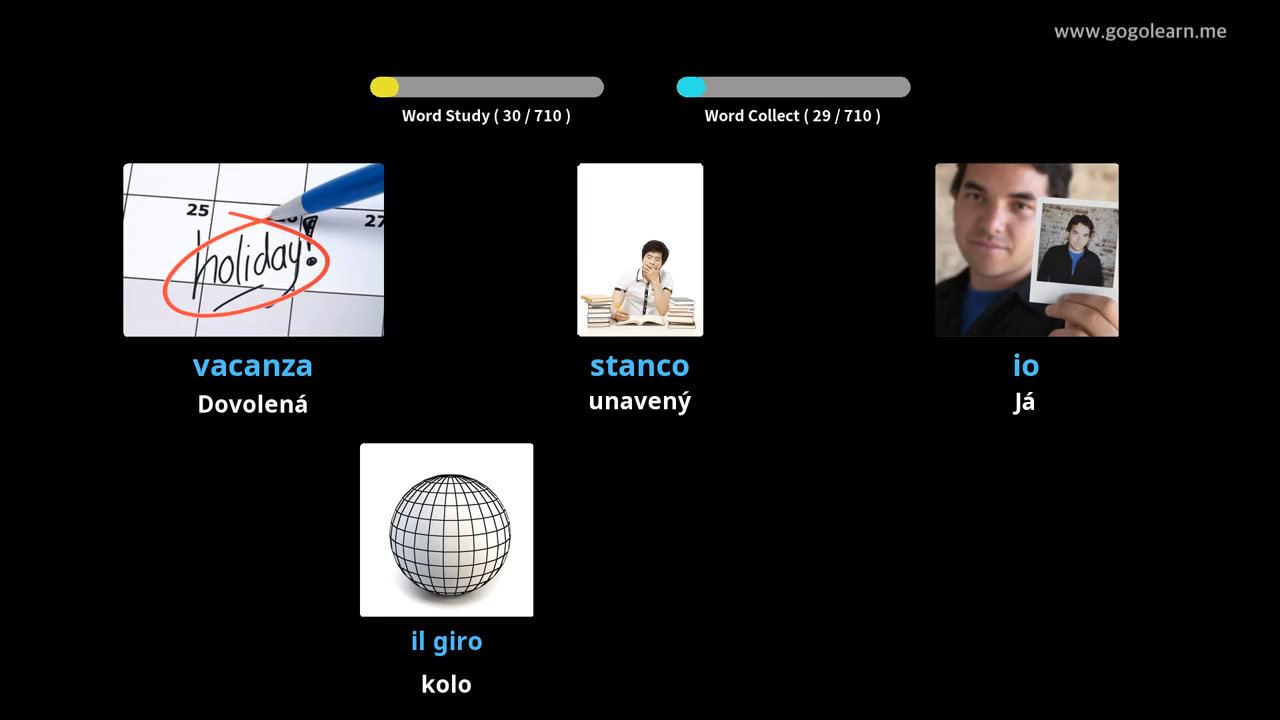 www.gogolearn.me
Word Study ( 30 / 710 )
Word Collect ( 29 / 710 )
25
27
holiday!
vacanza
Dovolená
stanco
unavený
io
Já
il giro
kolo